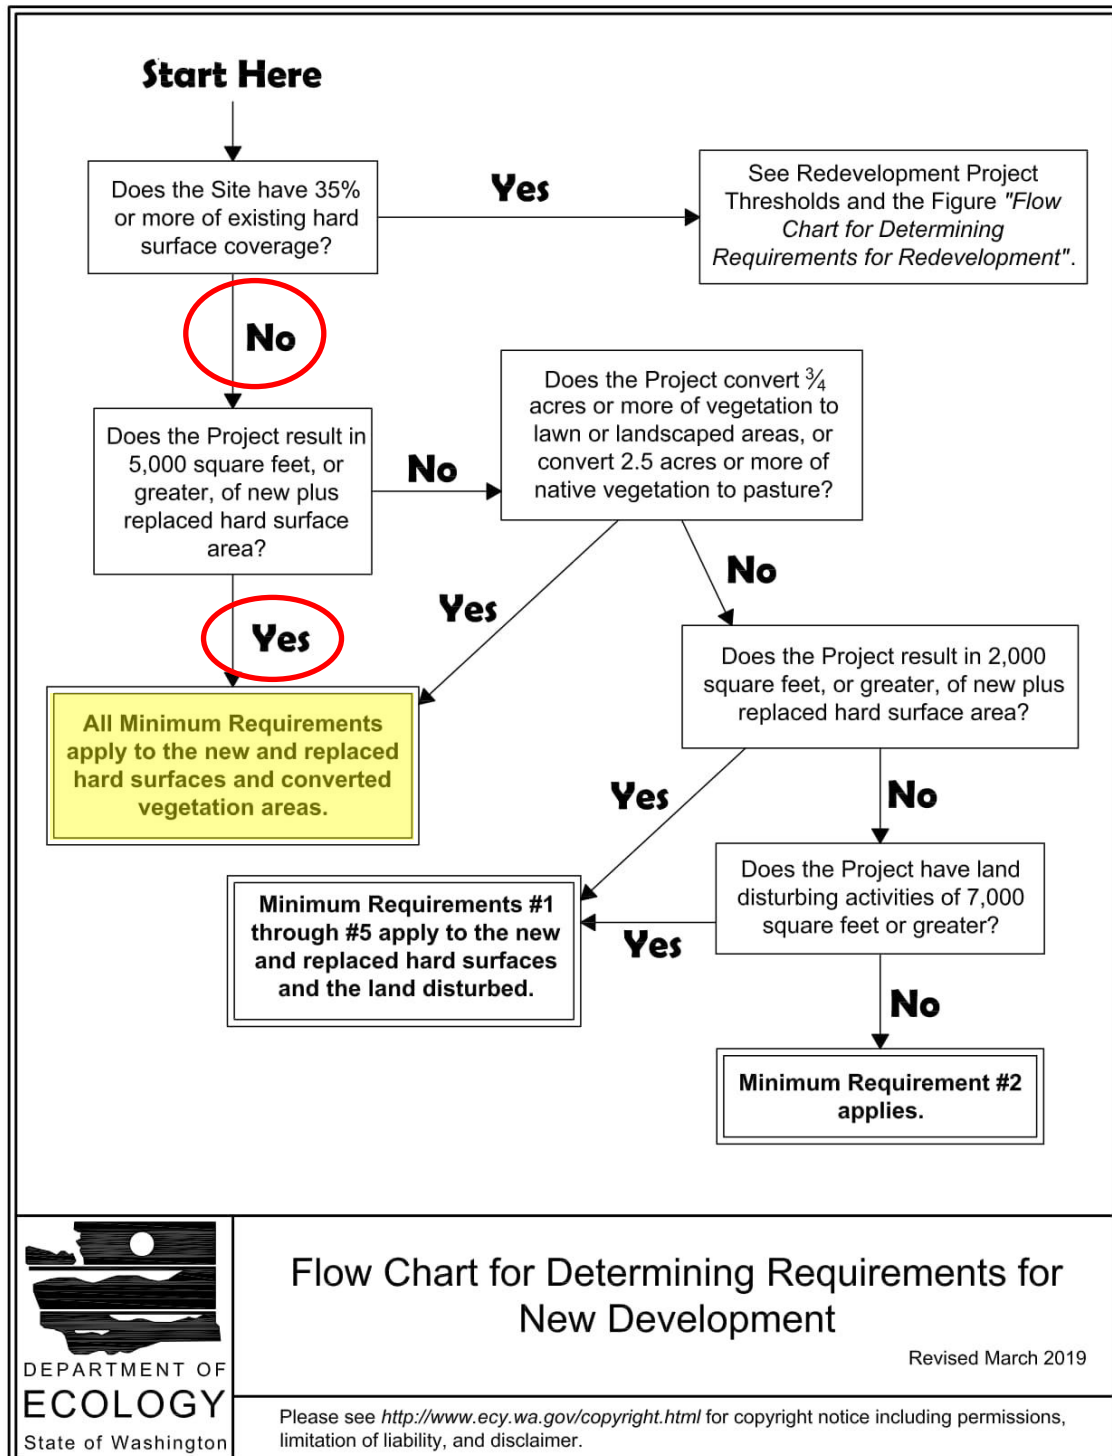 Start Here
Does the Site have 35%
or more of existing hard
surface coverage?
Yes
See Redevelopment Project
Thresholds and the Figure "Flow
Chart for Determining
Requirements for Redevelopment".
No
Does the Project result in
5,000 square feet, or
greater, of new plus
replaced hard surface
area?
No
Does the Project convert ¾
acres or more of vegetation to
lawn or landscaped areas, or
convert 2.5 acres or more of
native vegetation to pasture?
Yes
Yes
No
All Minimum Requirements
apply to the new and replaced
hard surfaces and converted
vegetation areas.
Does the Project result in 2,000
square feet, or greater, of new plus
replaced hard surface area?
Yes
No
Minimum Requirements #1
through #5 apply to the new
and replaced hard surfaces
and the land disturbed.
Yes
Does the Project have land
disturbing activities of 7,000
square feet or greater?
No
Minimum Requirement #2
applies.
DEPARTMENT OF
ECOLOGY
State of Washington
Flow Chart for Determining Requirements for
New Development
Revised March 2019
Please see http://www.ecy.wa.gov/copyright.html for copyright notice including permissions,
limitation of liability, and disclaimer.